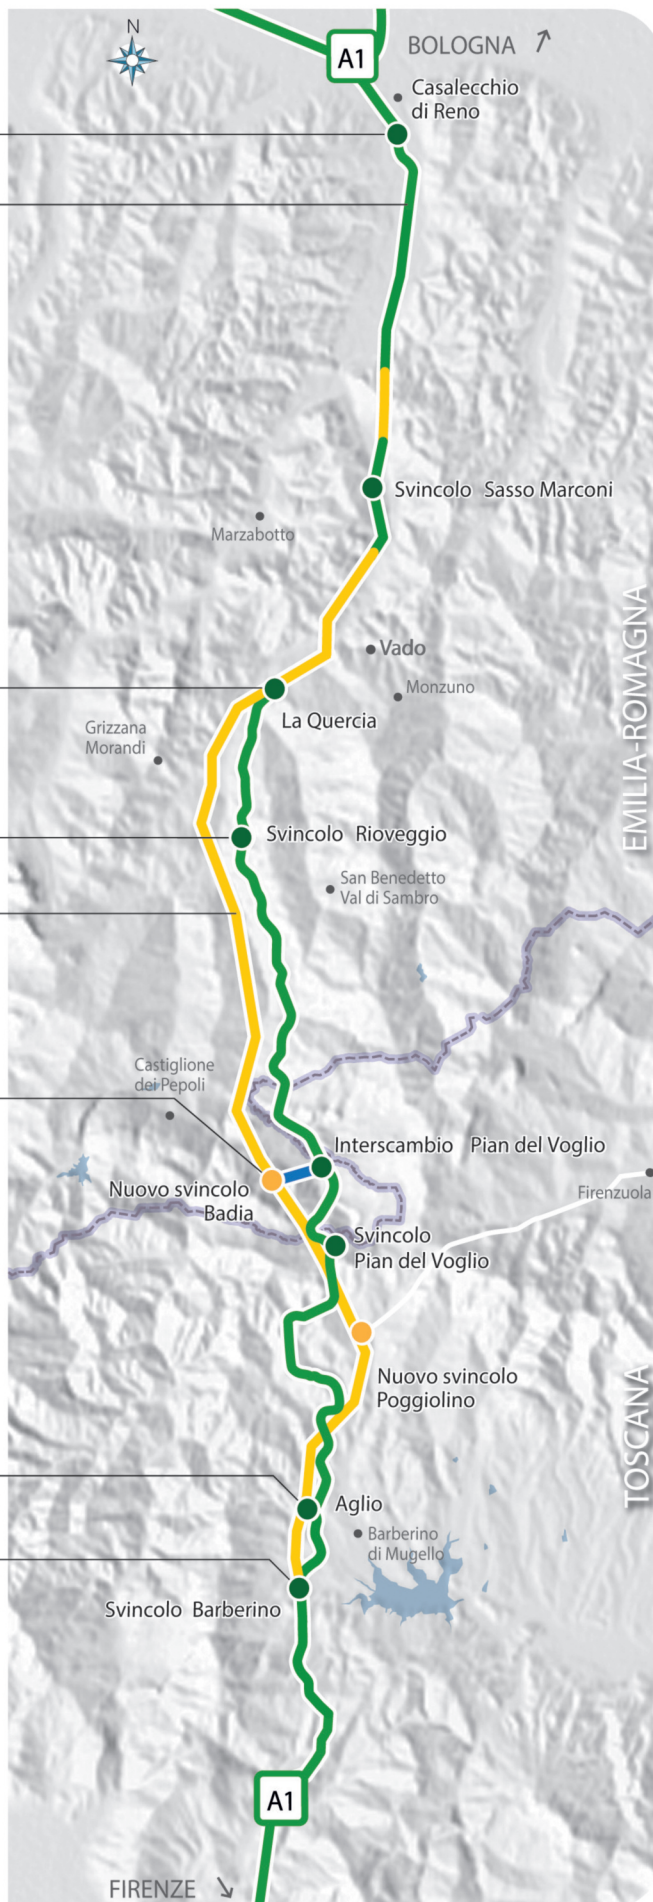 N
A1
BOLOGNA
Casalecchio
di Reno
Svincolo Sasso Marconi
Marzabotto
EMILIA-ROMAGNA
Vado
Monzuno
La Quercia
Grizzana
Morandi
Svincolo Rioveggio
San Benedetto
Val di Sambro
Castiglione
dei Pepoli
Interscambio Pian del Voglio
Firenzuola
Nuovo svincolo
Badia
Svincolo
Pian del Voglio
Nuovo svincolo
Poggiolino
TOSCANA
Aglio
Barberino
di Mugello
Svincolo Barberino
A1
FIRENZE